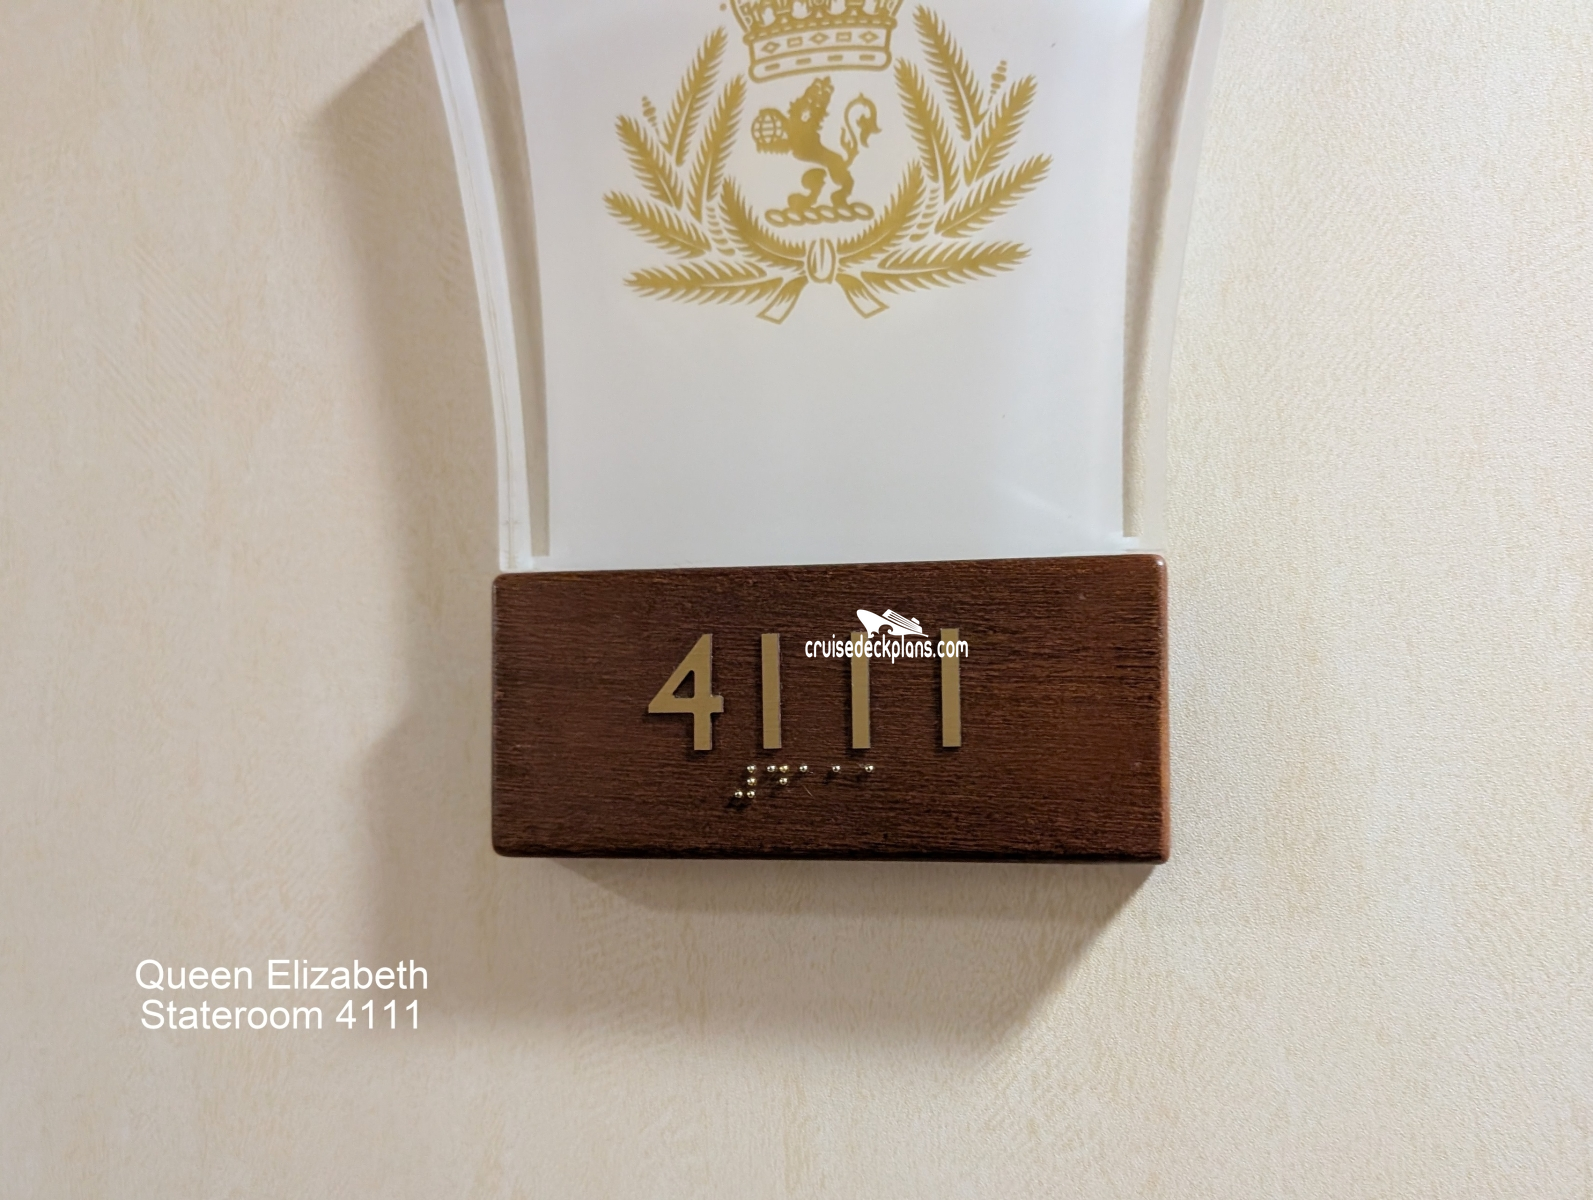 cruisedeckplans.com
4111
⠼⠙⠁⠁⠁
Queen Elizabeth
Stateroom 4111